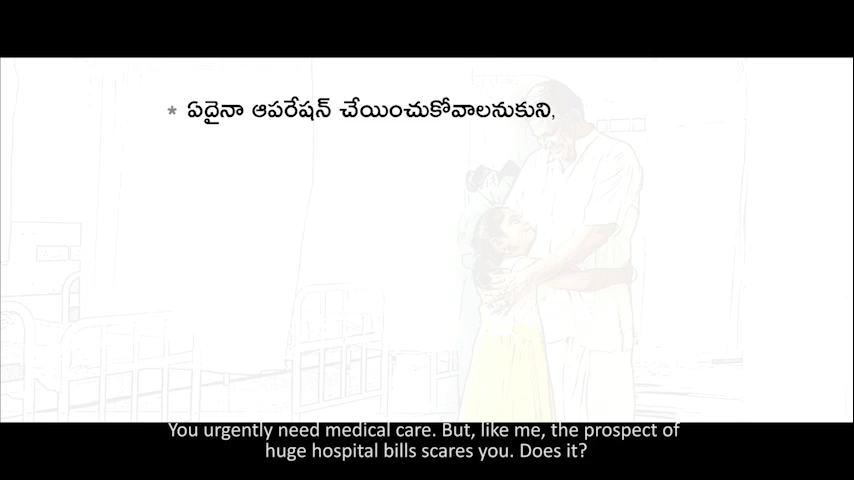 * ఏదైనా ఆపరేషన్ చేయించుకోవాలనుకుని,
You urgently need medical care. But, like me, the prospect of
huge hospital bills scares you. Does it?